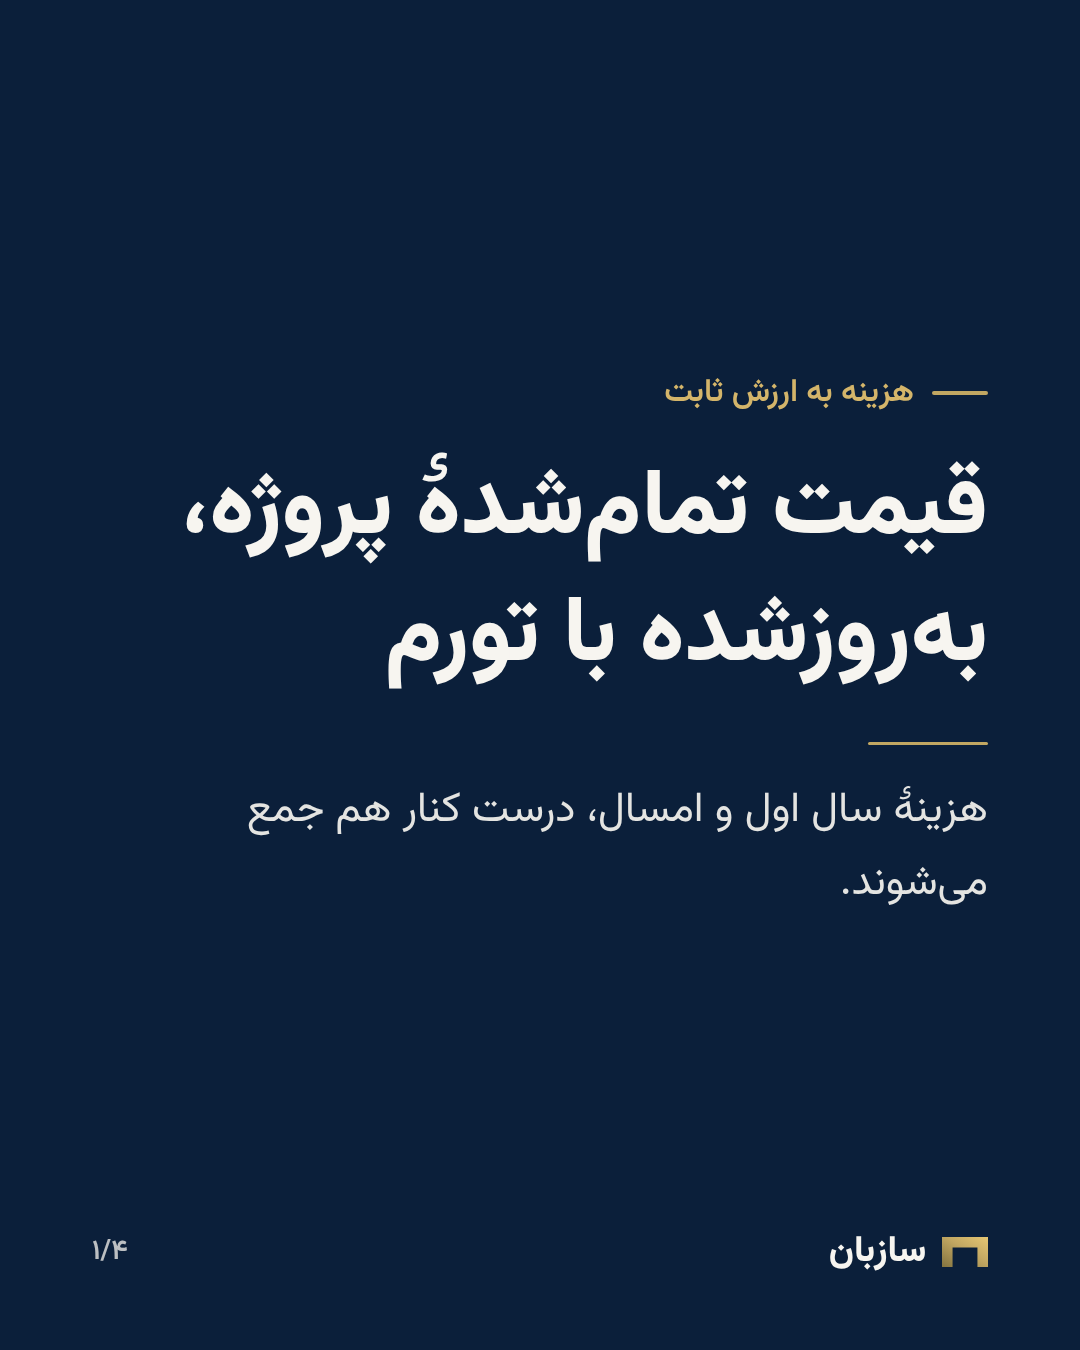 هزینه به ارزش ثابت
قیمت تمام‌شدهٔ پروژه،
به‌روزشده با تورم
هزینهٔ سال اول و امسال، درست کنار هم جمع
می‌شوند.
سازبان
۱/۴